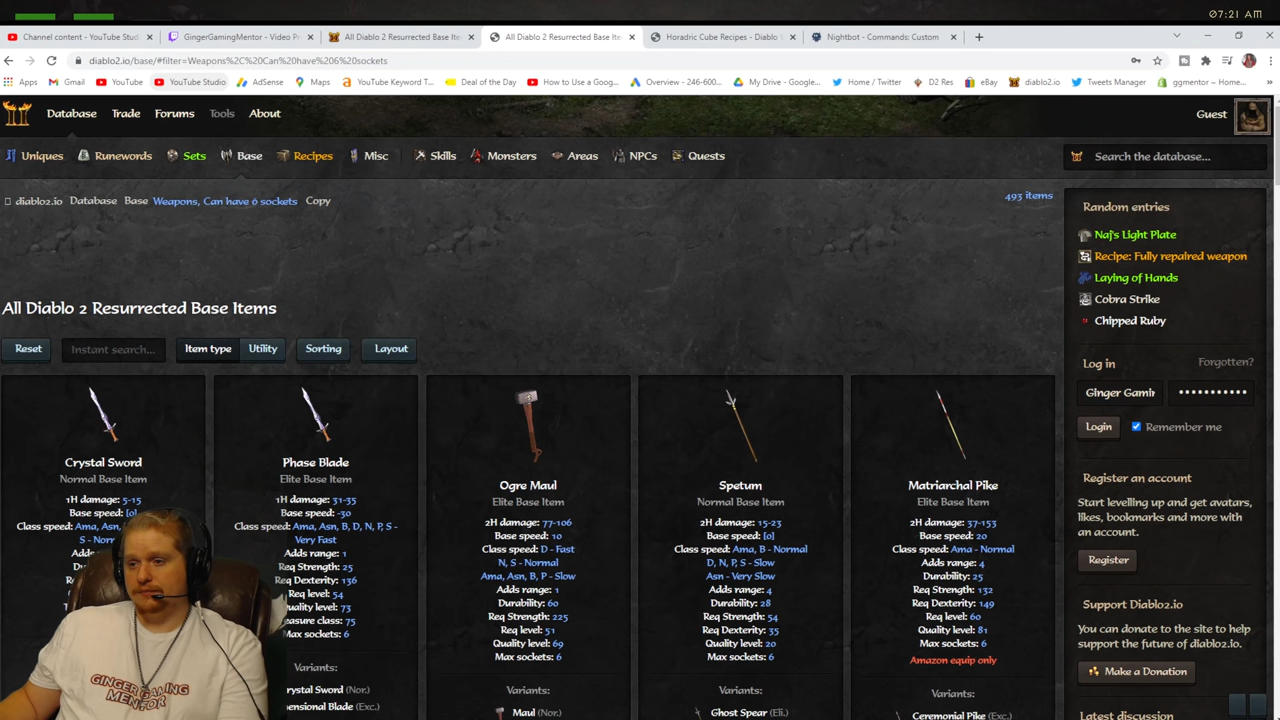 07:21 AM
Channel content - YouTube Stud
GingerGamingMentor - Video Pr
All Diablo 2 Resurrected Base Iten
All Diablo 2 Resurrected Base Iten
Horadric Cube Recipes - Diablo
Nightbot - Commands: Custom
diablo2.io/base/#filter=Weapons%2C%20Can%20have%206%20sockets
Apps
Gmail
YouTube
YouTube Studio
AdSense
Maps
YouTube Keyword T...
Deal of the Day
How to Use a Goog...
Overview - 246-600...
My Drive - Google...
Home / Twitter
D2 Res
eBay
diablo2.io
Tweets Manager
ggmentor - Home...
Database Trade Forums Tools About
Guest
Uniques Runewords Sets Base Recipes Misc Skills Monsters Areas NPCs Quests
Search the database...
diablo2.io Database Base Weapons, Can have 6 sockets Copy
493 items
All Diablo 2 Resurrected Base Items
Reset Instant search... Item type Utility Sorting Layout
Crystal Sword
Normal Base Item
1H damage: 5-15
Base speed: [0]
Class speed: Ama, Asn,
S - Nor
Phase Blade
Elite Base Item
1H damage: 31-35
Base speed: -30
Class speed: Ama, Asn, B, D, N, P, S -
Very Fast
Adds range: 1
Req Strength: 25
Req Dexterity: 136
Req level: 54
Quality level: 73
Treasure class: 75
Max sockets: 6
Variants:
Crystal Sword (Nor.)
Dimensional Blade (Exc.)
Ogre Maul
Elite Base Item
2H damage: 77-106
Base speed: 10
Class speed: D - Fast
N, S - Normal
Ama, Asn, B, P - Slow
Adds range: 1
Durability: 60
Req Strength: 225
Req level: 51
Quality level: 69
Max sockets: 6
Variants:
Maul (Nor.)
Spetum
Normal Base Item
2H damage: 15-23
Base speed: [0]
Class speed: Ama, B - Normal
D, N, P, S - Slow
Asn - Very Slow
Adds range: 4
Durability: 28
Req Strength: 54
Req Dexterity: 35
Quality level: 20
Max sockets: 6
Variants:
Ghost Spear (Eli.)
Matriarchal Pike
Elite Base Item
2H damage: 37-153
Base speed: 20
Class speed: Ama - Normal
Adds range: 4
Durability: 25
Req Strength: 132
Req Dexterity: 149
Req level: 60
Quality level: 81
Max sockets: 6
Amazon equip only
Variants:
Ceremonial Pike (Exc.)
Random entries
Naj's Light Plate
Recipe: Fully repaired weapon
Laying of Hands
Cobra Strike
Chipped Ruby
Log in
Forgotten?
Ginger Gamin
Login
Remember me
Register an account
Start levelling up and get avatars,
likes, bookmarks and more with
an account.
Register
Support Diablo2.io
You can donate to the site to help
support the future of diablo2.io.
Make a Donation
Latest discussion
GINGER GAMING
MENTOR